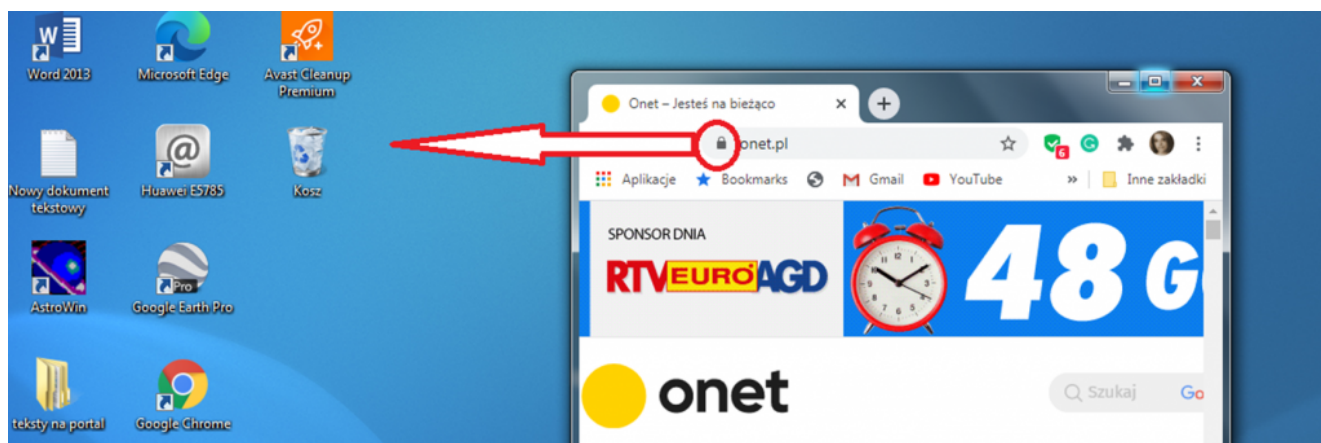 Word 2013
Microsoft Edge
Avast Cleanup
Premium
Nowy dokument
tekstowy
Huawei E5785
Kosz
AstroWin
Pro
Google Earth Pro
teksty na portal
Google Chrome
Onet – Jesteś na bieżąco
onet.pl
6
Aplikacje
Bookmarks
Gmail
YouTube
»
Inne zakładki
SPONSOR DNIA
RTV EURO AGD
48 G
onet
Szukaj
Go